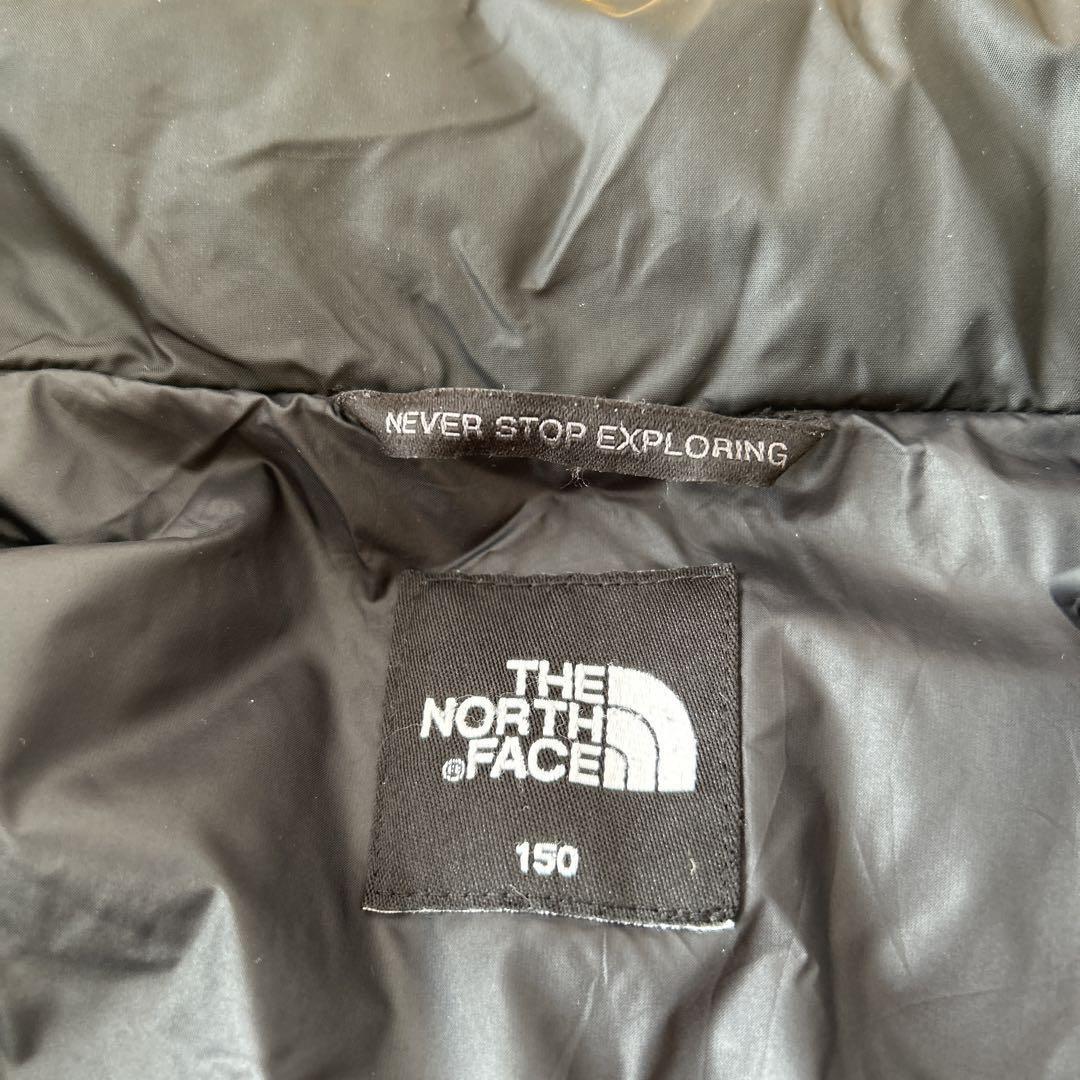 NEVER STOP EXPLORING
THE
NORTH
®FACE
150